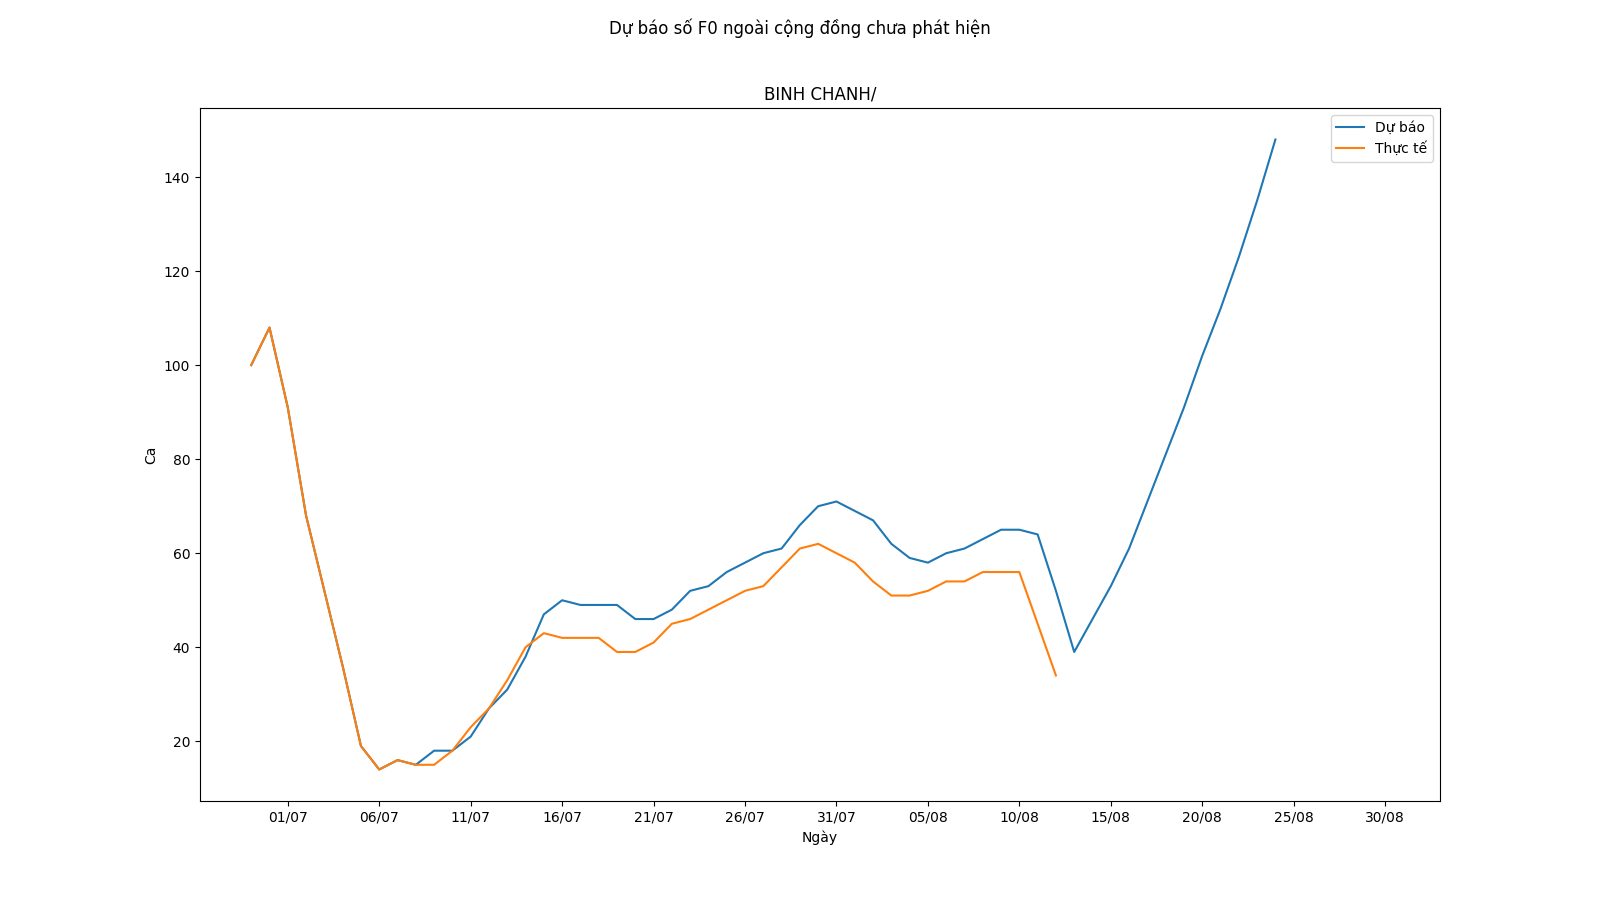 Dự báo số F0 ngoài cộng đồng chưa phát hiện
BINH CHANH/
Dự báo
Thực tế
140
120
100
80
60
40
20
Ca
01/07 06/07 11/07 16/07 21/07 26/07 31/07 05/08 10/08 15/08 20/08 25/08 30/08
Ngày